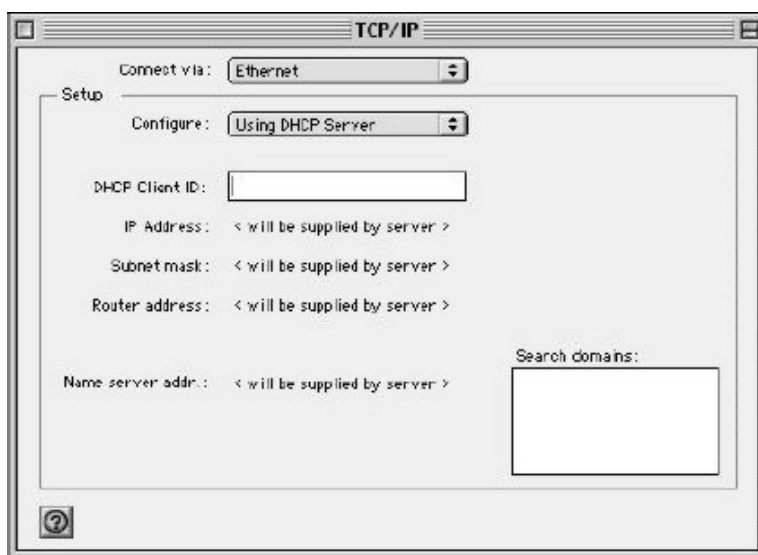 TCP/IP
Connect via: Ethernet
Setup
Configure: Using DHCP Server
DHCP Client ID:
IP Address: < will be supplied by server >
Subnet mask: < will be supplied by server >
Router address: < will be supplied by server >
Search domains:
Name server addr.: < will be supplied by server >
?